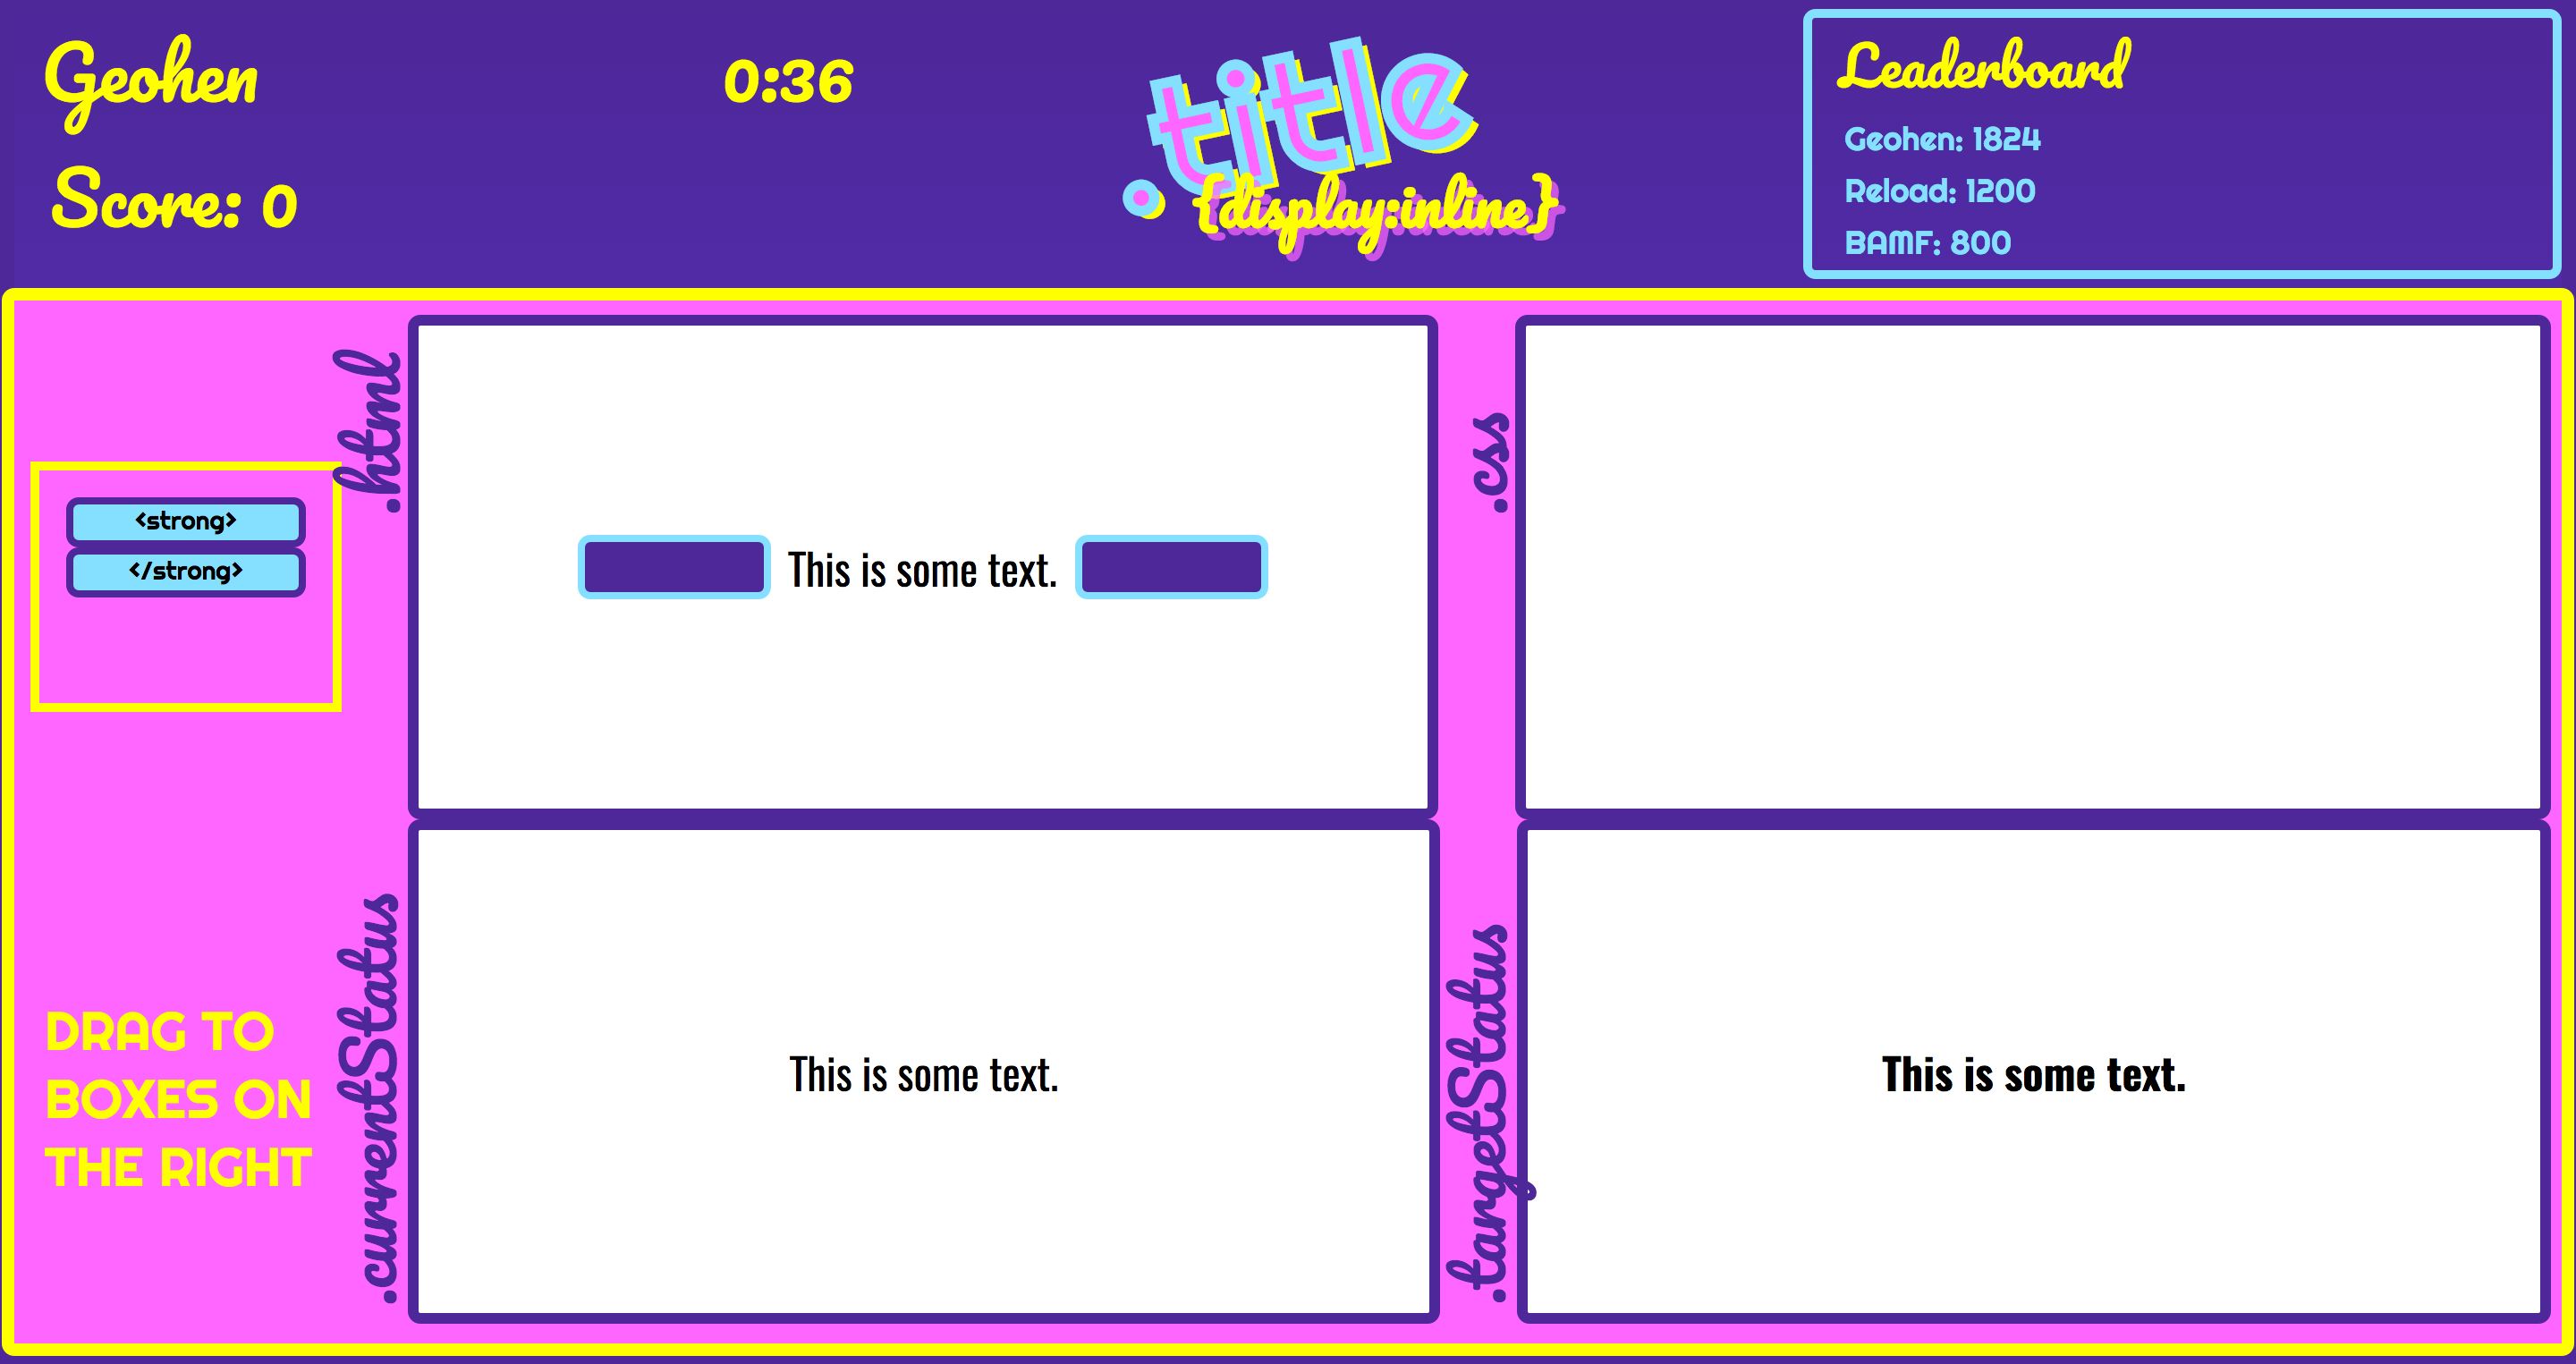 Geohen
Score: 0
0:36
.title
{display:inline}
Leaderboard
Geohen: 1824
Reload: 1200
BAMF: 800
<strong>
</strong>
DRAG TO
BOXES ON
THE RIGHT
.html
This is some text.
.css
.currentStatus
This is some text.
.targetStatus
This is some text.